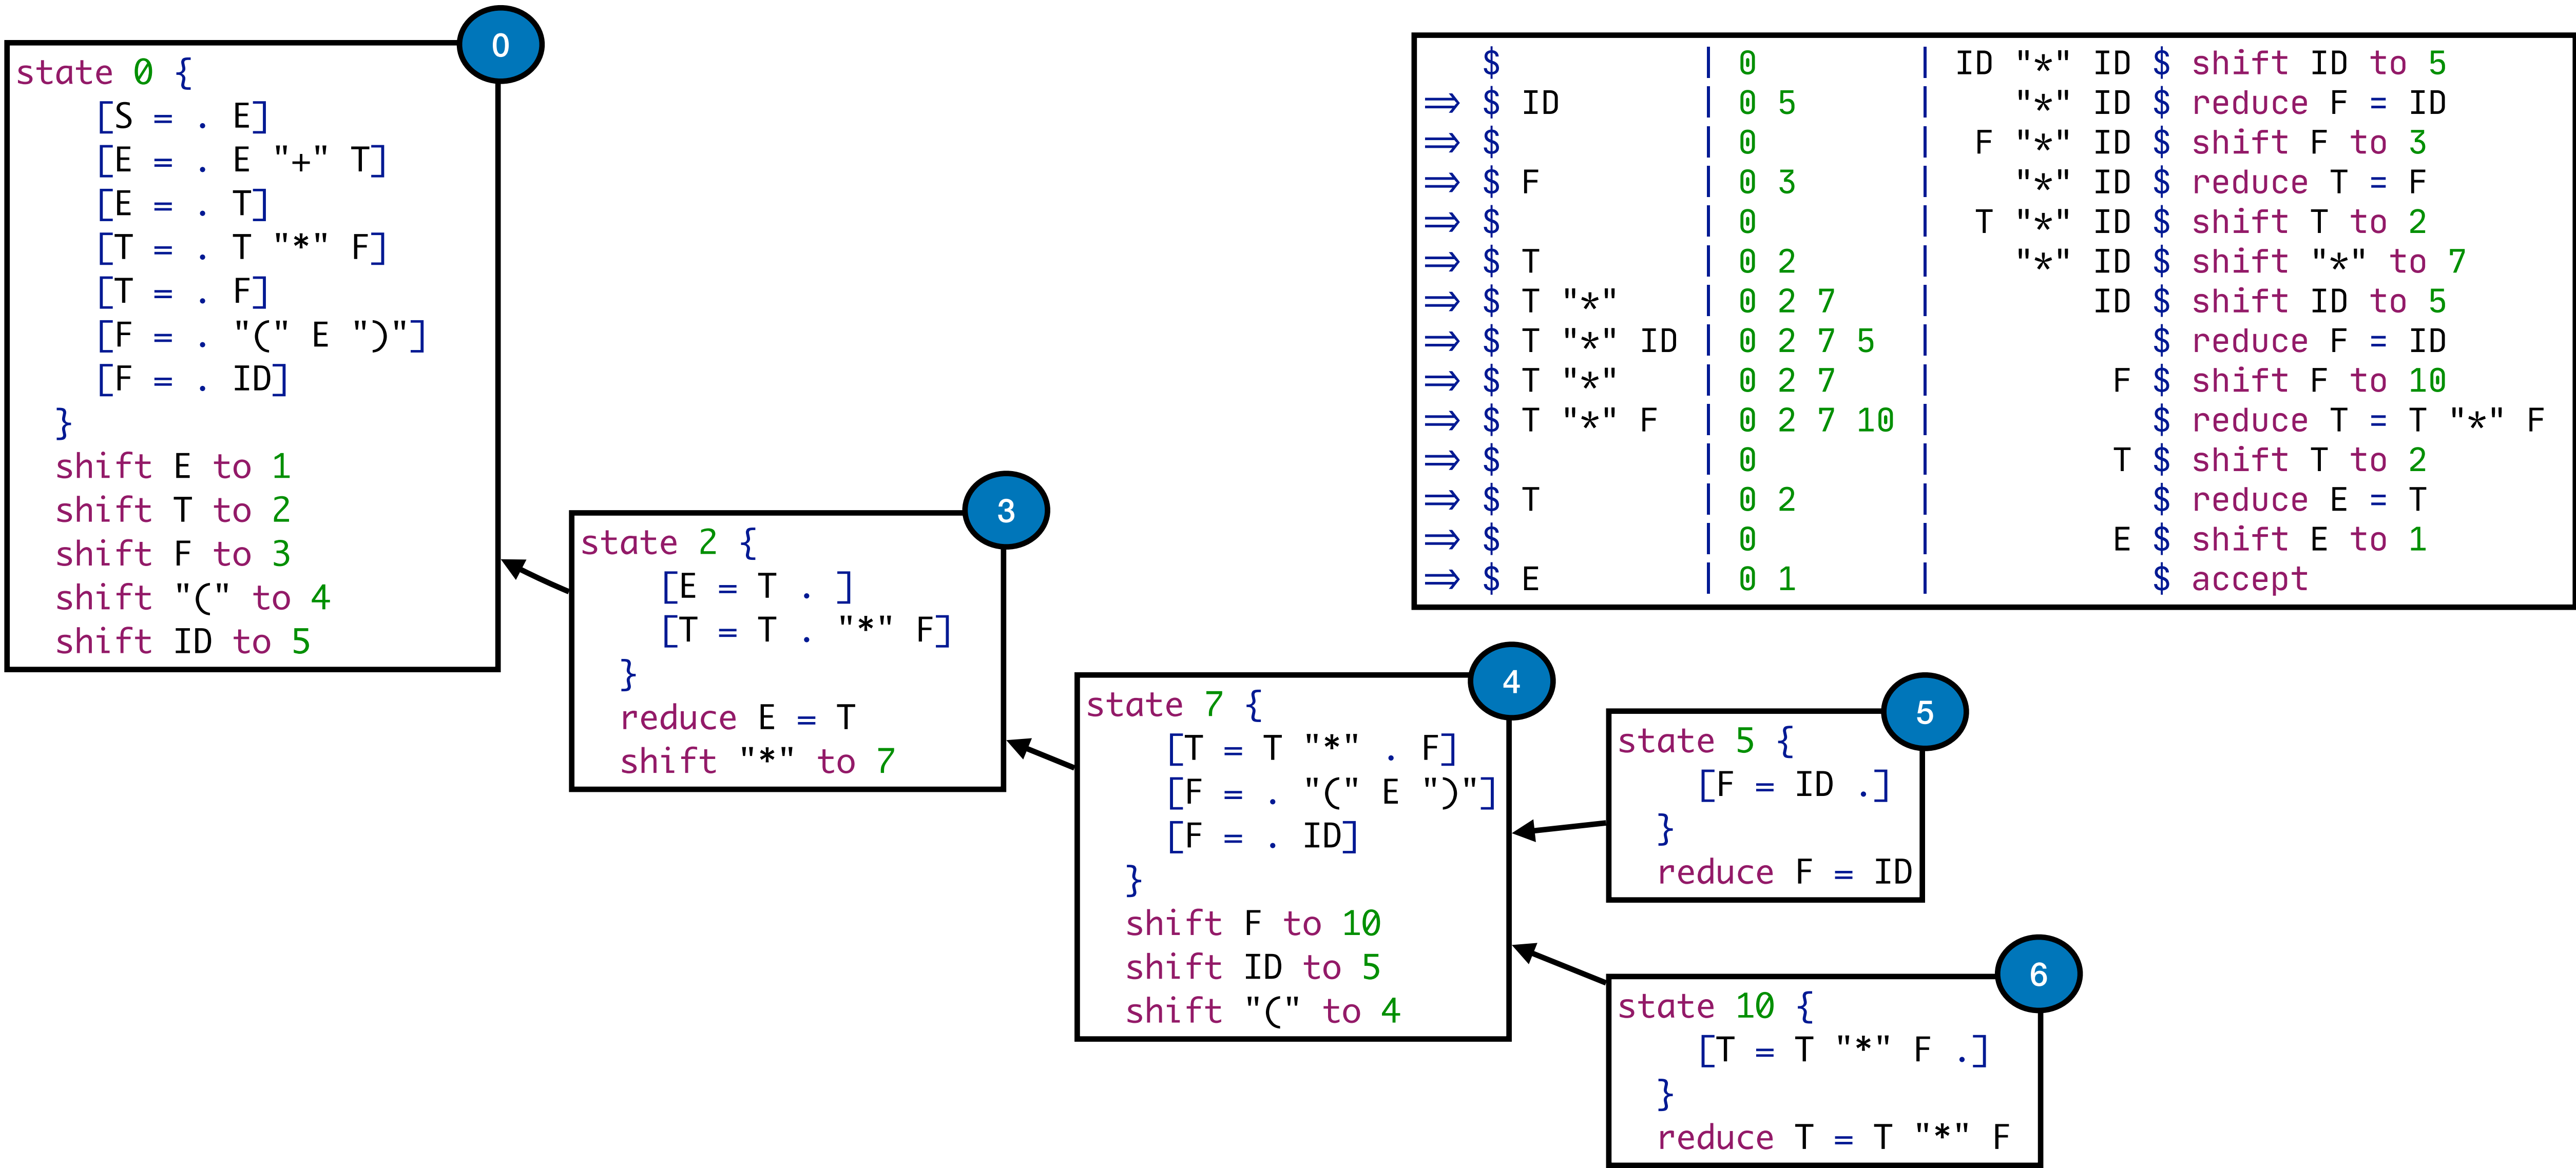 0
state 0 {
[S = . E]
[E = . E "+" T]
[E = . T]
[T = . T "*" F]
[T = . F]
[F = . "(" E ")"]
[F = . ID]
}
shift E to 1
shift T to 2
shift F to 3
shift "(" to 4
shift ID to 5
$ | 0 | ID "*" ID $ shift ID to 5
⇒ $ ID | 0 5 | "*" ID $ reduce F = ID
⇒ $ | 0 | F "*" ID $ shift F to 3
⇒ $ F | 0 3 | "*" ID $ reduce T = F
⇒ $ | 0 | T "*" ID $ shift T to 2
⇒ $ T | 0 2 | "*" ID $ shift "*" to 7
⇒ $ T "*" | 0 2 7 | ID $ shift ID to 5
⇒ $ T "*" ID | 0 2 7 5 | $ reduce F = ID
⇒ $ T "*" | 0 2 7 | F $ shift F to 10
⇒ $ T "*" F | 0 2 7 10 | $ reduce T = T "*" F
⇒ $ | 0 | T $ shift T to 2
⇒ $ T | 0 2 | $ reduce E = T
⇒ $ | 0 | E $ shift E to 1
⇒ $ E | 0 1 | $ accept
3
state 2 {
[E = T . ]
[T = T . "*" F]
}
reduce E = T
shift "*" to 7
4
state 7 {
[T = T "*" . F]
[F = . "(" E ")"]
[F = . ID]
}
shift F to 10
shift ID to 5
shift "(" to 4
5
state 5 {
[F = ID .]
}
reduce F = ID
6
state 10 {
[T = T "*" F .]
}
reduce T = T "*" F